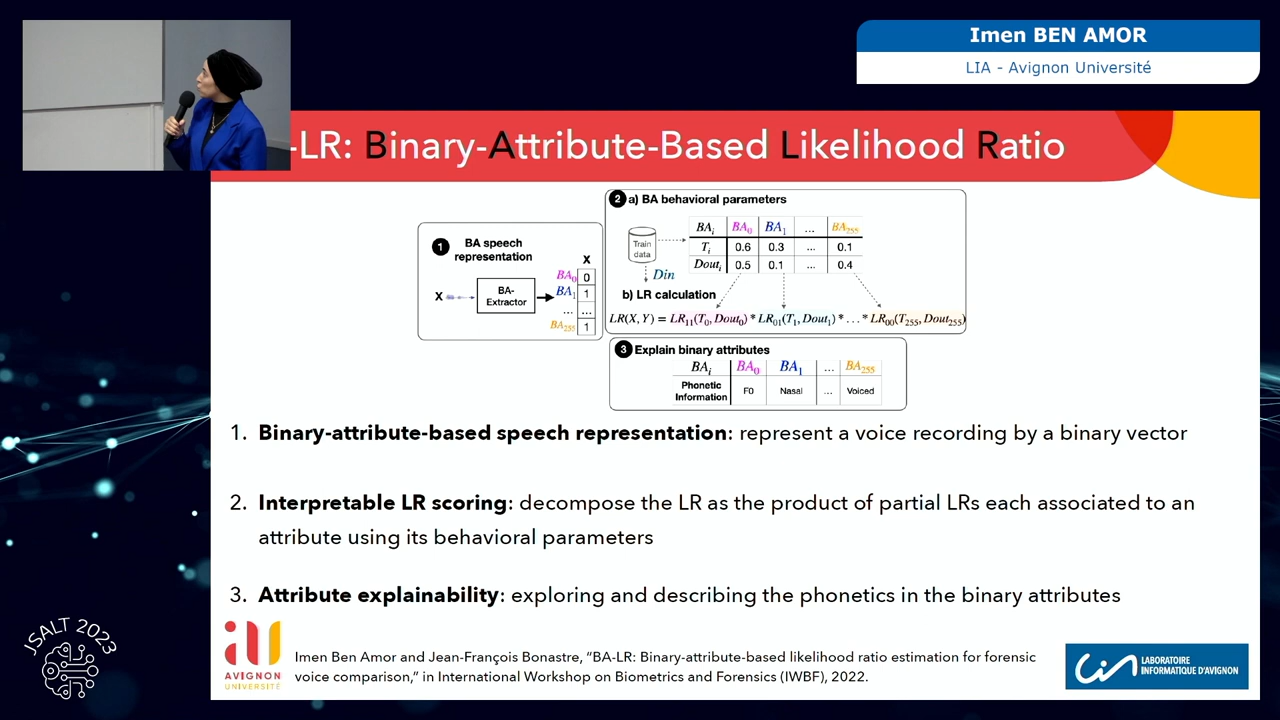 Imen BEN AMOR
LIA - Avignon Université
-LR: Binary-Attribute-Based Likelihood Ratio
1 BA speech representation
X
BA-Extractor
X
BA0 0
BA1 1
... ...
BA255 1
2 a) BA behavioral parameters
Train data
Din
BAi BA0 BA1 ... BA255
Ti 0.6 0.3 ... 0.1
Douti 0.5 0.1 ... 0.4
b) LR calculation
LR(X, Y) = LR11(T0, Dout0) * LR01(T1, Dout1) * ... * LR00(T255, Dout255)
3 Explain binary attributes
BAi BA0 BA1 ... BA255
Phonetic Information F0 Nasal ... Voiced
1. Binary-attribute-based speech representation: represent a voice recording by a binary vector
2. Interpretable LR scoring: decompose the LR as the product of partial LRs each associated to an
attribute using its behavioral parameters
3. Attribute explainability: exploring and describing the phonetics in the binary attributes
JSALT 2023
AVIGNON
UNIVERSITÉ
Imen Ben Amor and Jean-François Bonastre, "BA-LR: Binary-attribute-based likelihood ratio estimation for forensic
voice comparison," in International Workshop on Biometrics and Forensics (IWBF), 2022.
LABORATOIRE
INFORMATIQUE D'AVIGNON